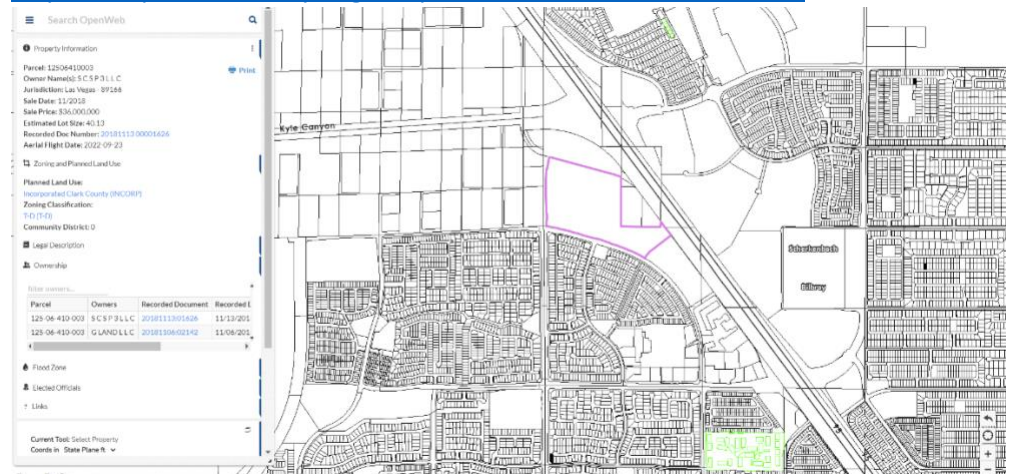 Search OpenWeb
Property Information
Print
Parcel: 12506410003
Owner Name(s): S C S P 3 L L C
Jurisdiction: Las Vegas - 89166
Sale Date: 11/2018
Sale Price: $36,000,000
Estimated Lot Size: 40.13
Recorded Doc Number: 20181113 00001626
Aerial Flight Date: 2022-09-23
Zoning and Planned Land Use
Planned Land Use:
Incorporated Clark County (INCORP)
Zoning Classification:
T-D (T-D)
Community District: 0
Legal Description
Ownership
filter owners...
Parcel Owners Recorded Document Recorded D
125-06-410-003 S C S P 3 L L C 20181113:01626 11/13/201
125-06-410-003 G LAND L L C 20181106:02142 11/06/201
Flood Zone
Elected Officials
Links
Current Tool: Select Property
Coords in State Plane ft
Kyle Canyon